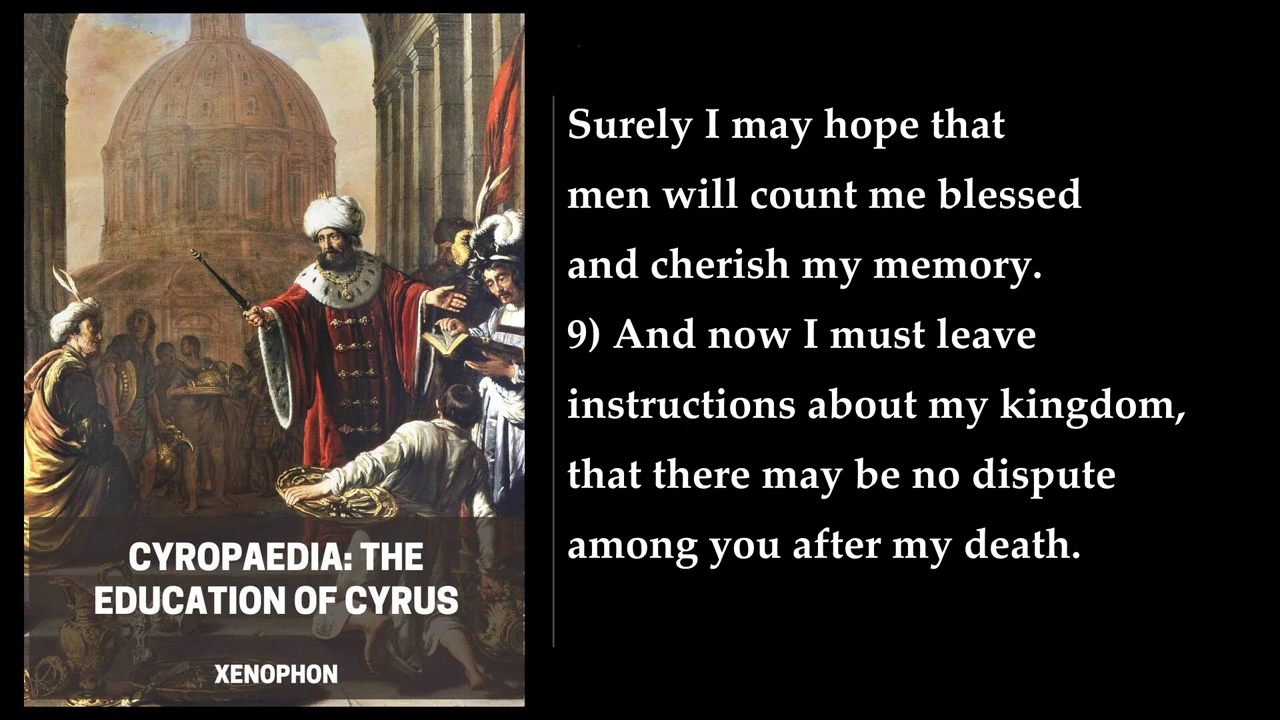 CYROPAEDIA: THE
EDUCATION OF CYRUS
XENOPHON
Surely I may hope that
men will count me blessed
and cherish my memory.
9) And now I must leave
instructions about my kingdom,
that there may be no dispute
among you after my death.